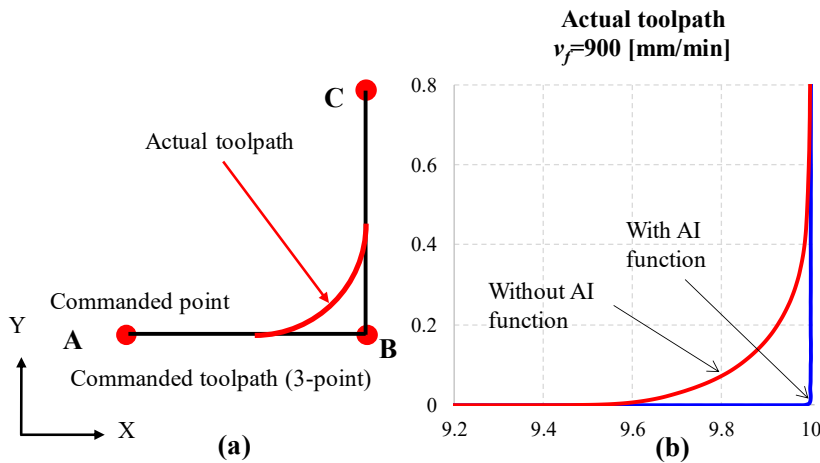 C
Actual toolpath
Commanded point
A
B
Commanded toolpath (3-point)
Y
X
(a)
Actual toolpath
v_f=900 [mm/min]
0.8
0.6
0.4
0.2
0
With AI
function
Without AI
function
9.2
9.4
9.6
9.8
10
(b)